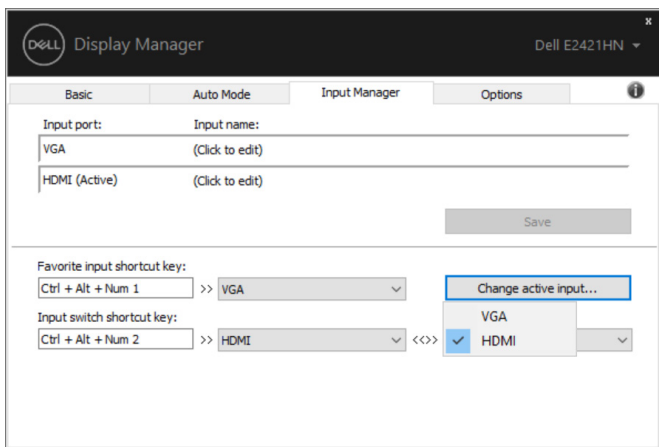 x
DELL Display Manager Dell E2421HN
Basic Auto Mode Input Manager Options i
Input port: Input name:
VGA (Click to edit)
HDMI (Active) (Click to edit)
Save
Favorite input shortcut key:
Ctrl + Alt + Num 1 >> VGA Change active input...
Input switch shortcut key:
VGA
Ctrl + Alt + Num 2 >> HDMI <<>> HDMI